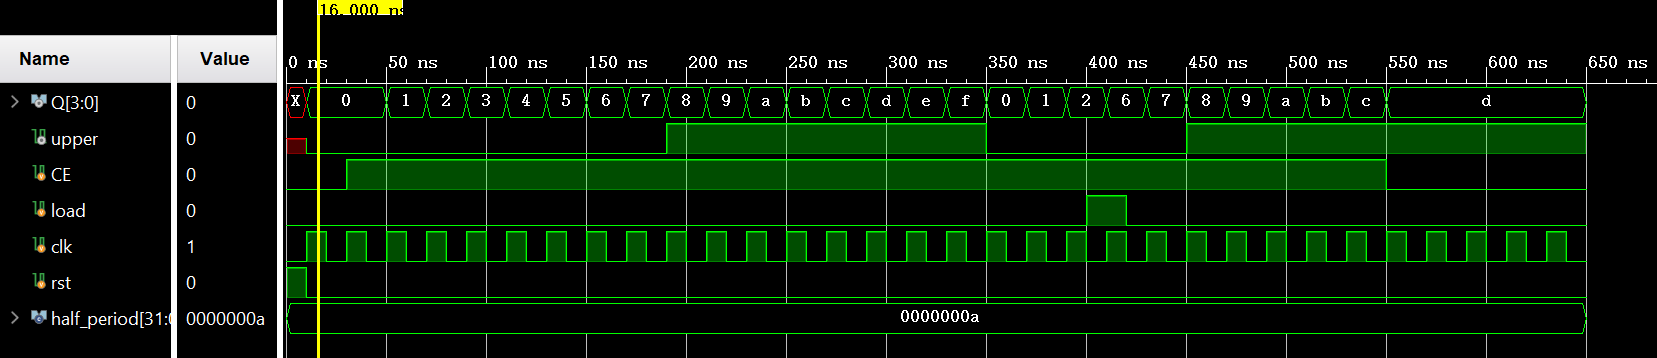 16.000 ns
Name Value
0 ns 50 ns 100 ns 150 ns 200 ns 250 ns 300 ns 350 ns 400 ns 450 ns 500 ns 550 ns 600 ns 650 ns
Q[3:0] 0 X 0 1 2 3 4 5 6 7 8 9 a b c d e f 0 1 2 6 7 8 9 a b c d
upper 0
CE 0
load 0
clk 1
rst 0
half_period[31:0 0000000a 0000000a